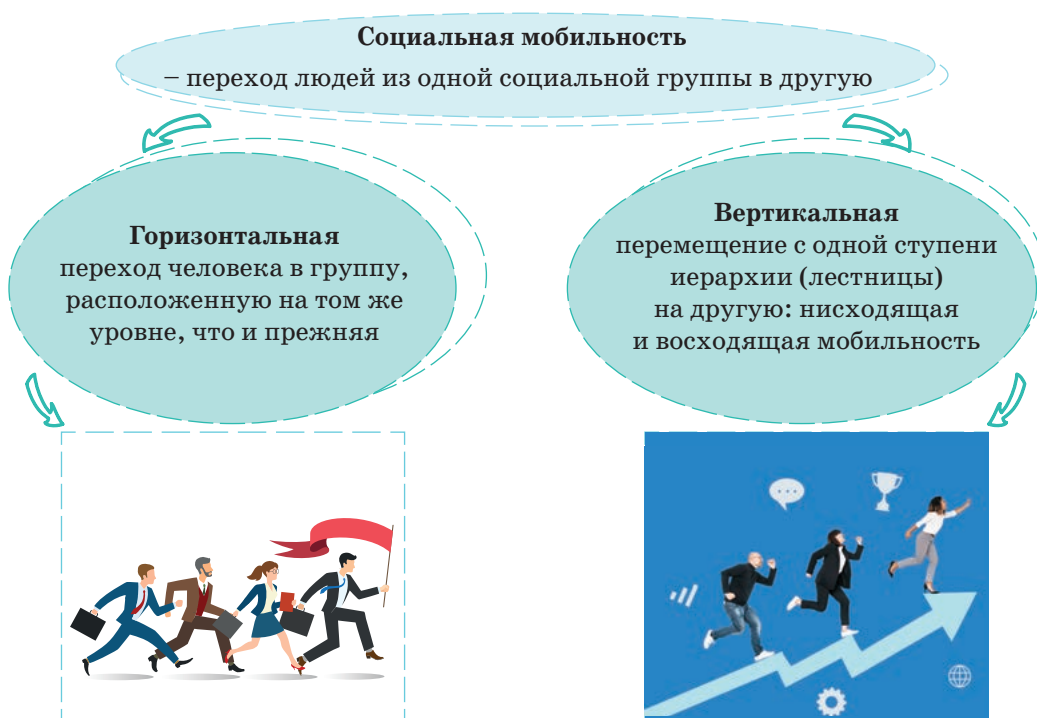 Социальная мобильность
– переход людей из одной социальной группы в другую
Горизонтальная
переход человека в группу,
расположенную на том же
уровне, что и прежняя
Вертикальная
перемещение с одной ступени
иерархии (лестницы)
на другую: нисходящая
и восходящая мобильность